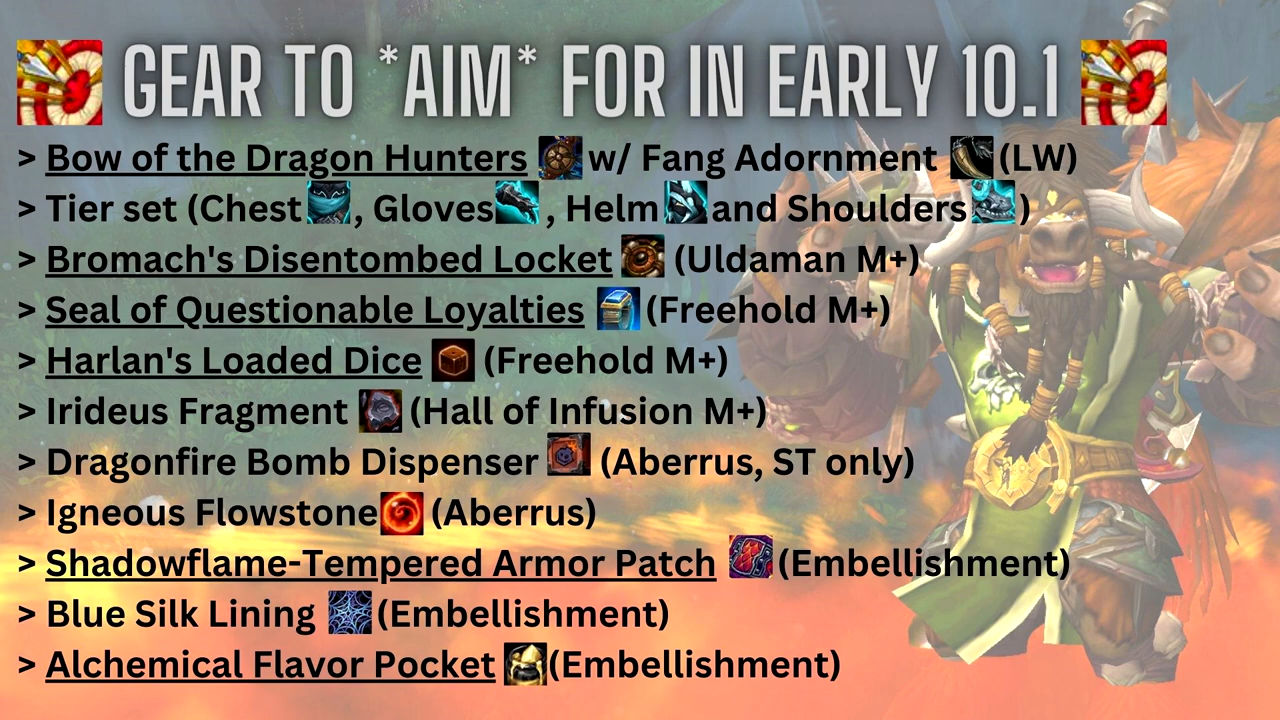 GEAR TO *AIM* FOR IN EARLY 10.1
> Bow of the Dragon Hunters w/ Fang Adornment (LW)
> Tier set (Chest , Gloves , Helm and Shoulders )
> Bromach's Disentombed Locket (Uldaman M+)
> Seal of Questionable Loyalties (Freehold M+)
> Harlan's Loaded Dice (Freehold M+)
> Irideus Fragment (Hall of Infusion M+)
> Dragonfire Bomb Dispenser (Aberrus, ST only)
> Igneous Flowstone (Aberrus)
> Shadowflame-Tempered Armor Patch (Embellishment)
> Blue Silk Lining (Embellishment)
> Alchemical Flavor Pocket (Embellishment)